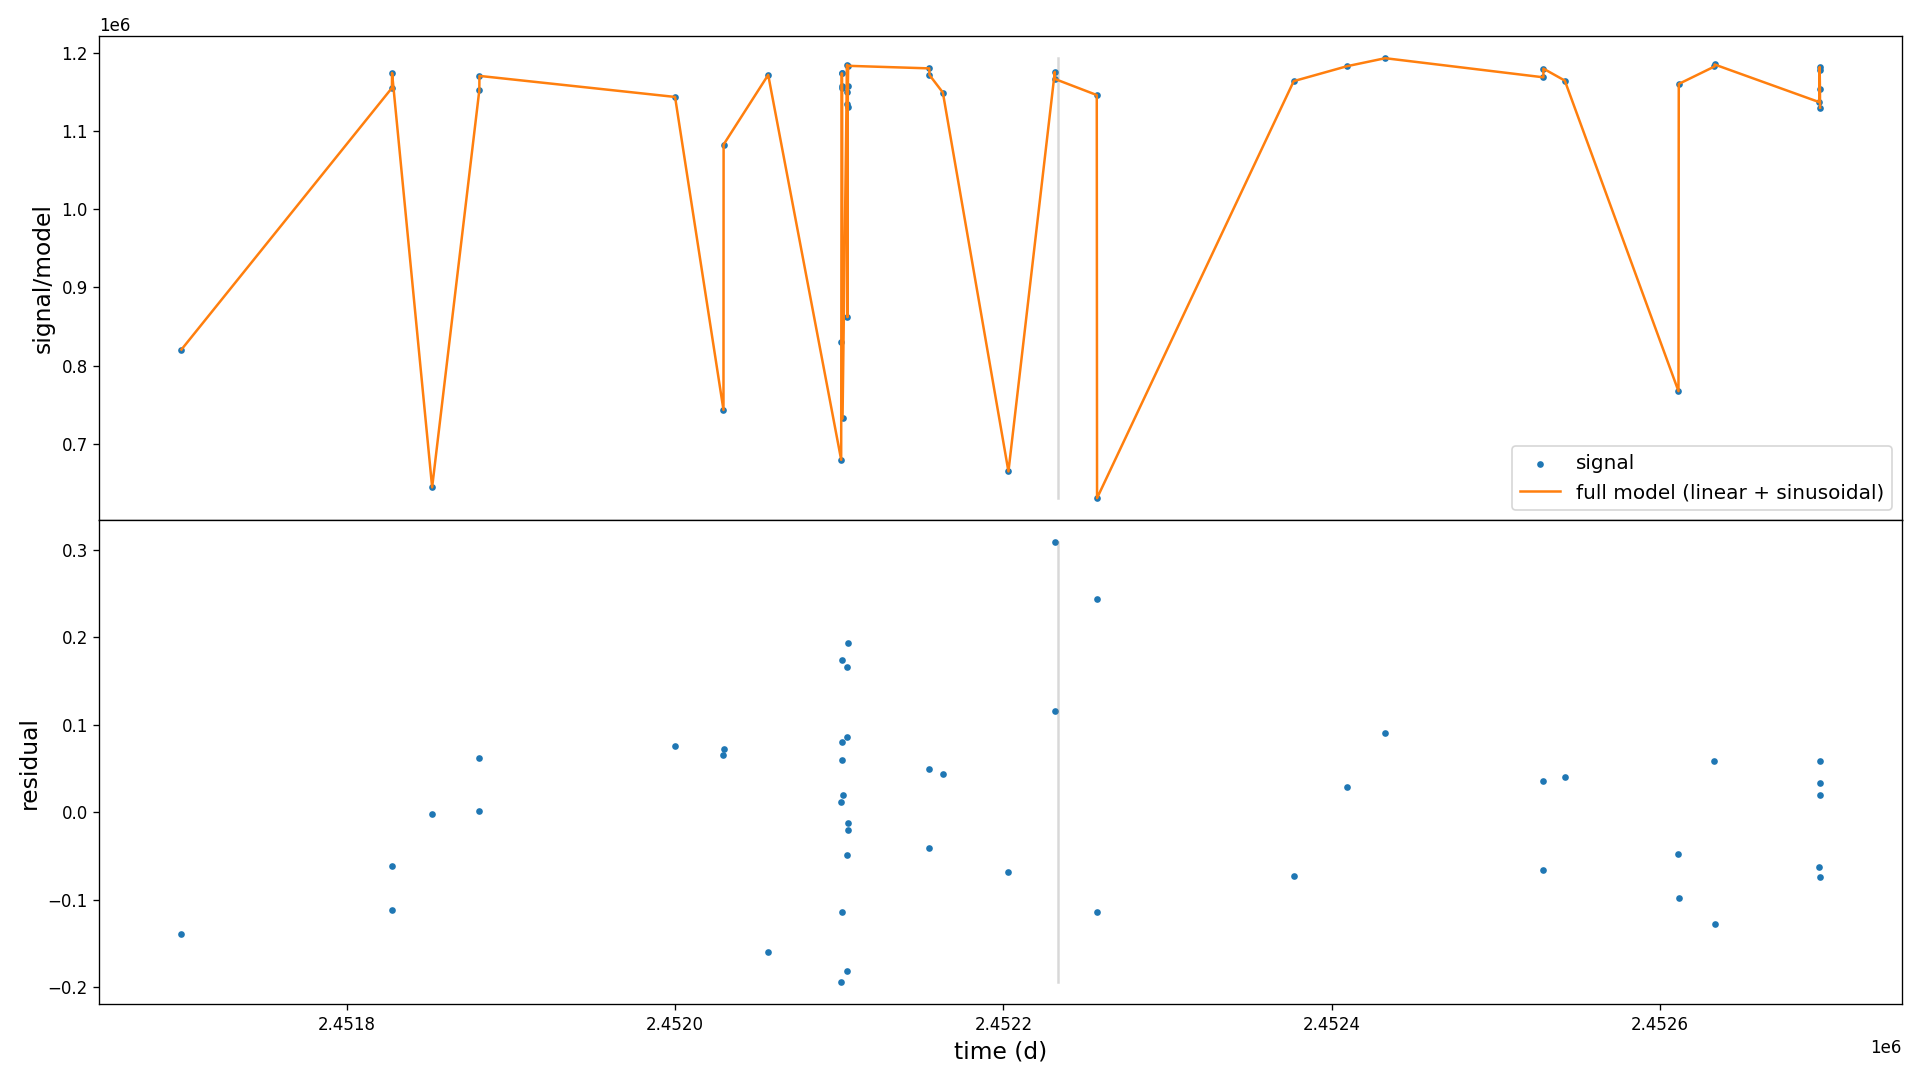 1e6
1.2
1.1
1.0
0.9
0.8
0.7
signal/model
signal
full model (linear + sinusoidal)
0.3
0.2
0.1
0.0
−0.1
−0.2
residual
2.4518
2.4520
2.4522
2.4524
2.4526
1e6
time (d)